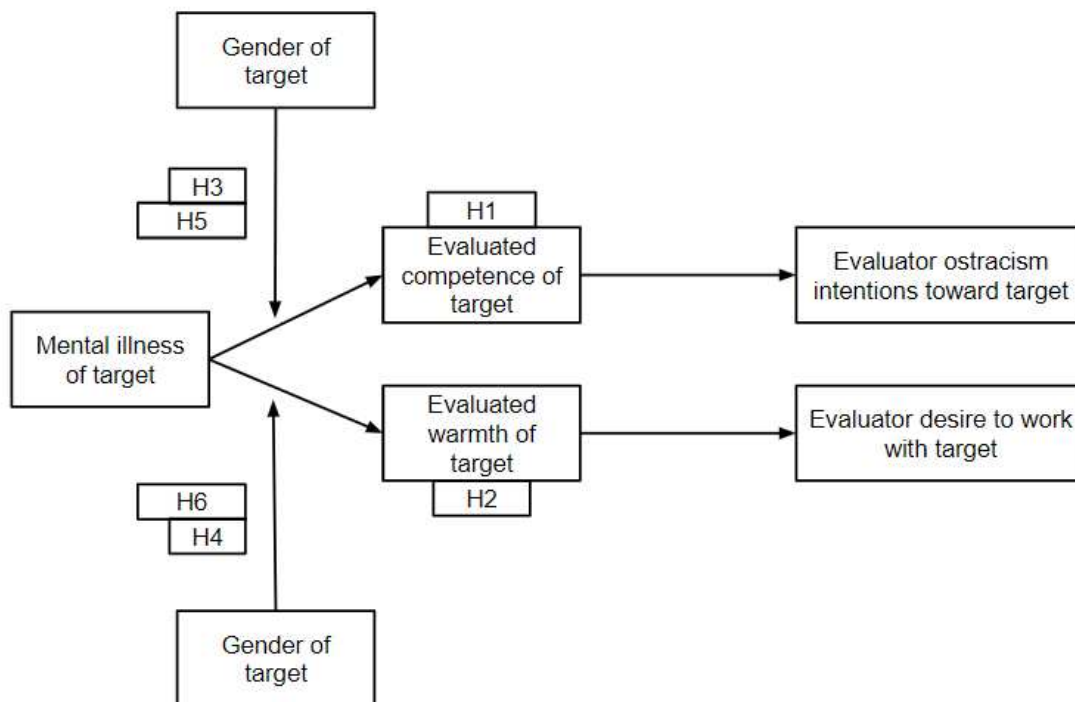 Gender of
target
H3
H5
H1
Evaluated
competence of
target
Evaluator ostracism
intentions toward target
Mental illness
of target
Evaluated
warmth of
target
Evaluator desire to work
with target
H2
H6
H4
Gender of
target